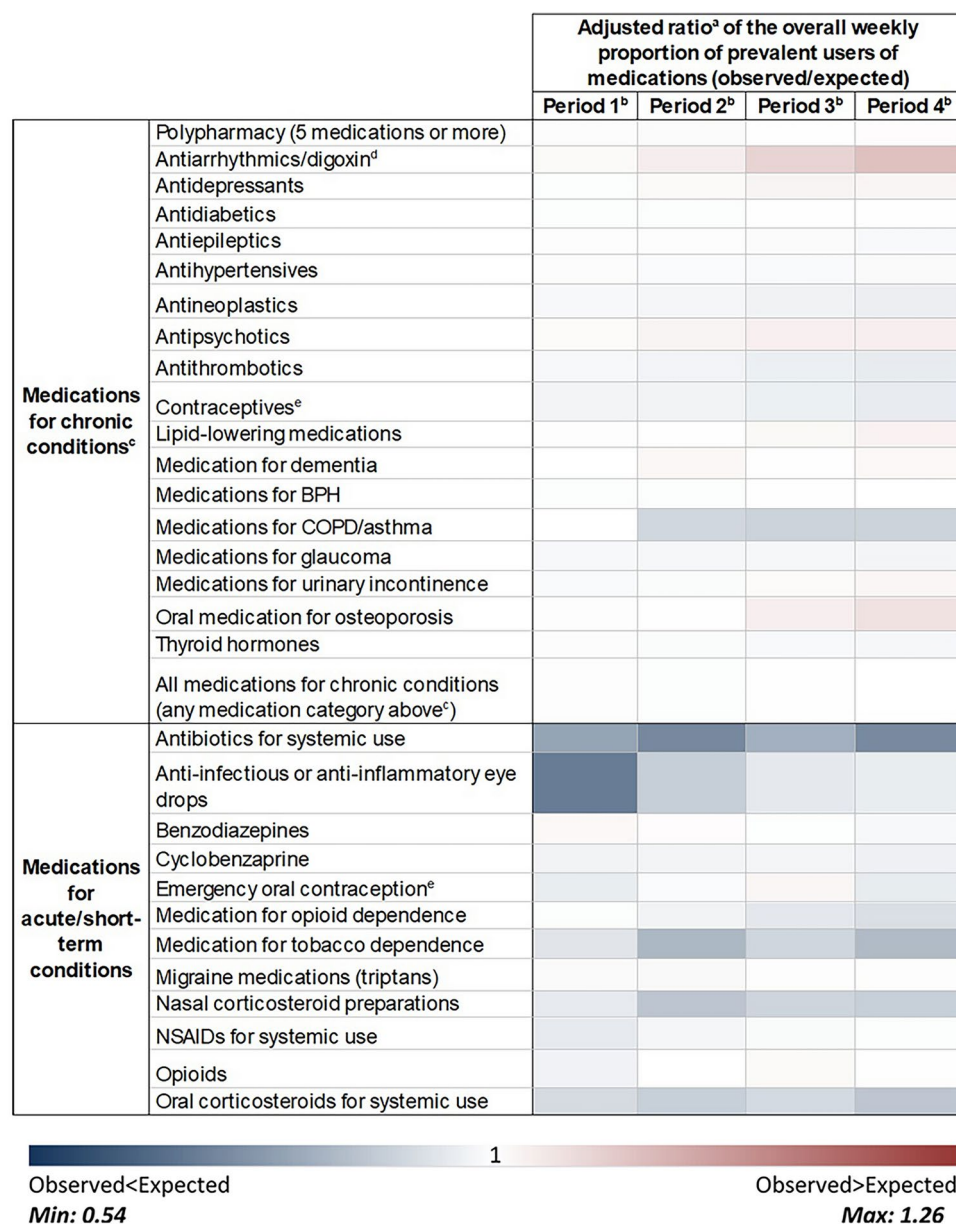 Adjusted ratioᵃ of the overall weekly
proportion of prevalent users of
medications (observed/expected)
Period 1ᵇ Period 2ᵇ Period 3ᵇ Period 4ᵇ
Medications
for chronic
conditionsᶜ
Polypharmacy (5 medications or more)
Antiarrhythmics/digoxinᵈ
Antidepressants
Antidiabetics
Antiepileptics
Antihypertensives
Antineoplastics
Antipsychotics
Antithrombotics
Contraceptivesᵉ
Lipid-lowering medications
Medication for dementia
Medications for BPH
Medications for COPD/asthma
Medications for glaucoma
Medications for urinary incontinence
Oral medication for osteoporosis
Thyroid hormones
All medications for chronic conditions
(any medication category aboveᶜ)
Medications
for
acute/short-
term
conditions
Antibiotics for systemic use
Anti-infectious or anti-inflammatory eye
drops
Benzodiazepines
Cyclobenzaprine
Emergency oral contraceptionᵉ
Medication for opioid dependence
Medication for tobacco dependence
Migraine medications (triptans)
Nasal corticosteroid preparations
NSAIDs for systemic use
Opioids
Oral corticosteroids for systemic use
1
Observed<Expected Observed>Expected
Min: 0.54 Max: 1.26